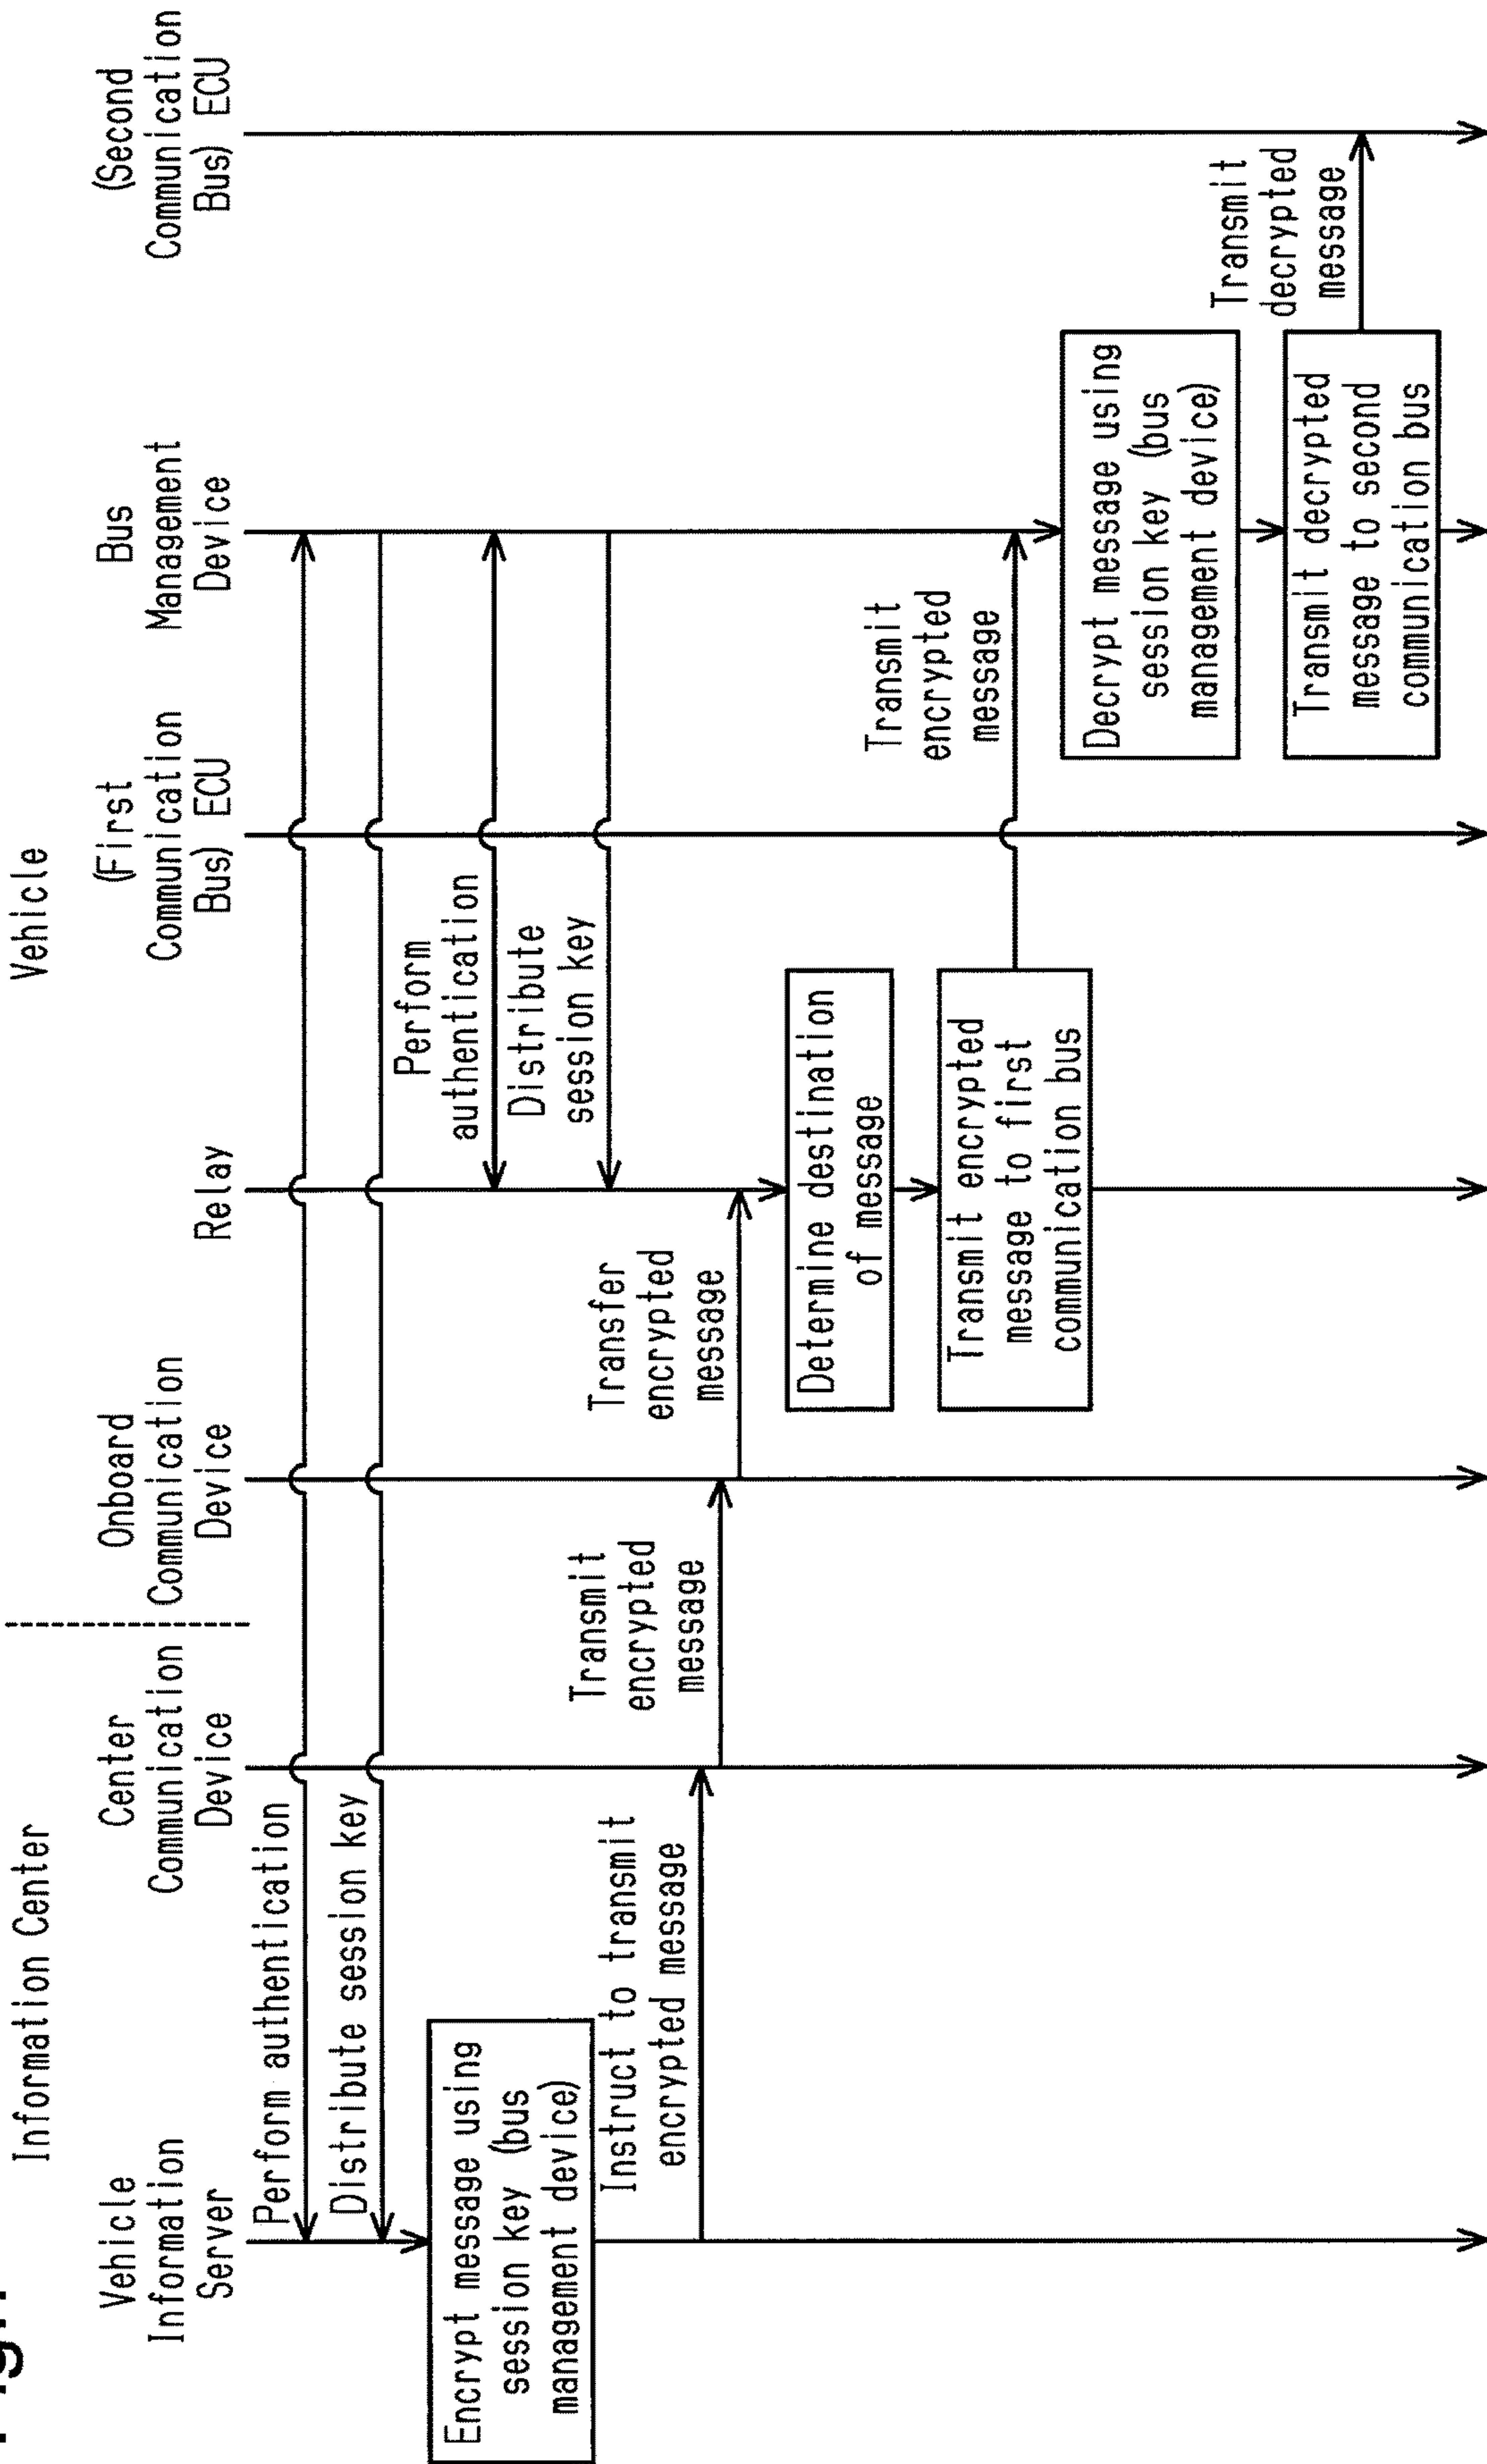 Information Center
Vehicle
Vehicle
Information
Server
Center
Communication
Device
Onboard
Communication
Device
Relay
(First
Communication
Bus) ECU
Bus
Management
Device
(Second
Communication
Bus) ECU
Perform authentication
Distribute session key
Perform
authentication
Distribute
session key
Encrypt message using
session key (bus
management device)
Instruct to transmit
encrypted message
Transmit
encrypted
message
Transfer
encrypted
message
Determine destination
of message
Transmit encrypted
message to first
communication bus
Transmit
encrypted
message
Decrypt message using
session key (bus
management device)
Transmit decrypted
message to second
communication bus
Transmit
decrypted
message